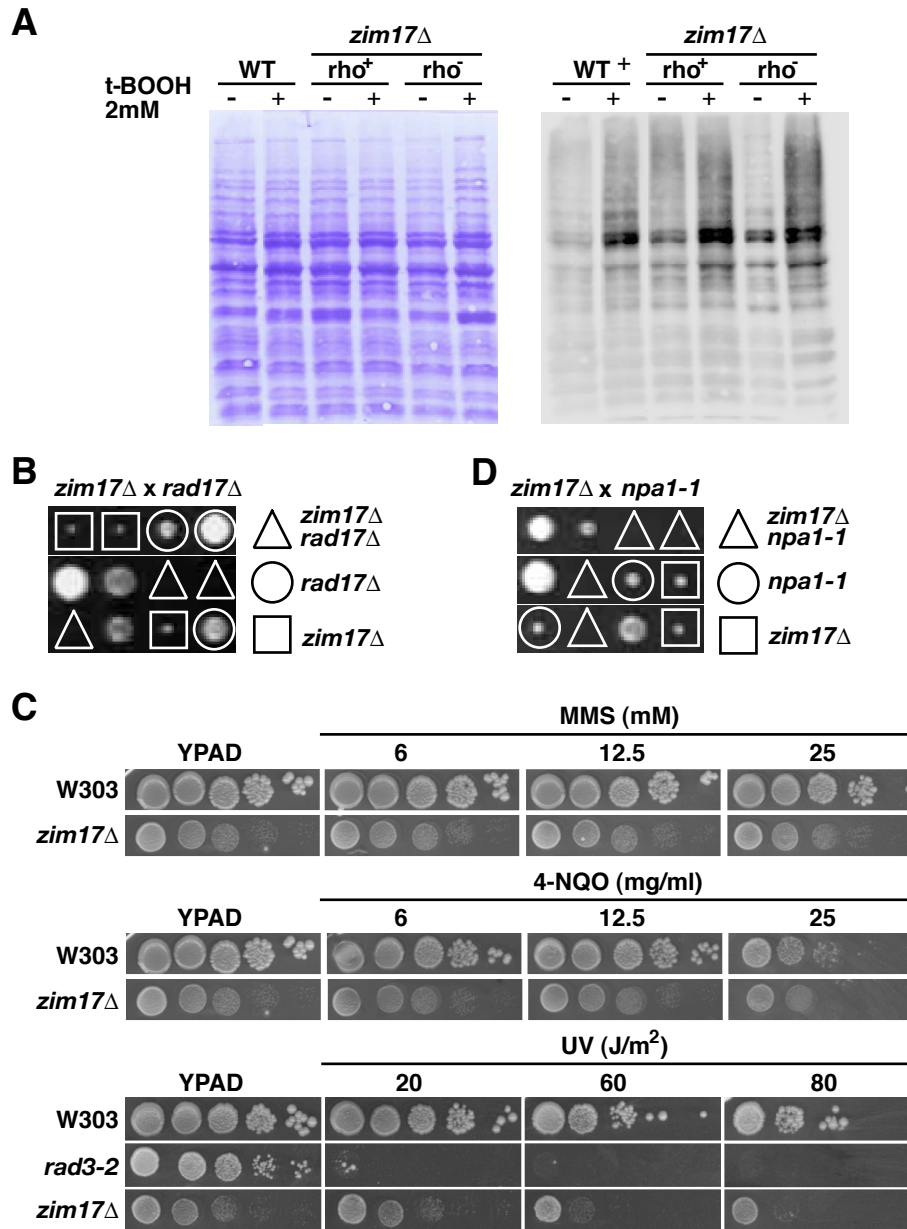 A
zim17Δ
zim17Δ
WT rho+ rho-
WT + rho+ rho-
t-BOOH
2mM
- + - + - +
- + - + - +
B
zim17Δ x rad17Δ
zim17Δ
rad17Δ
rad17Δ
zim17Δ
D
zim17Δ x npa1-1
zim17Δ
npa1-1
npa1-1
zim17Δ
C
MMS (mM)
YPAD 6 12.5 25
W303
zim17Δ
4-NQO (mg/ml)
YPAD 6 12.5 25
W303
zim17Δ
UV (J/m²)
YPAD 20 60 80
W303
rad3-2
zim17Δ